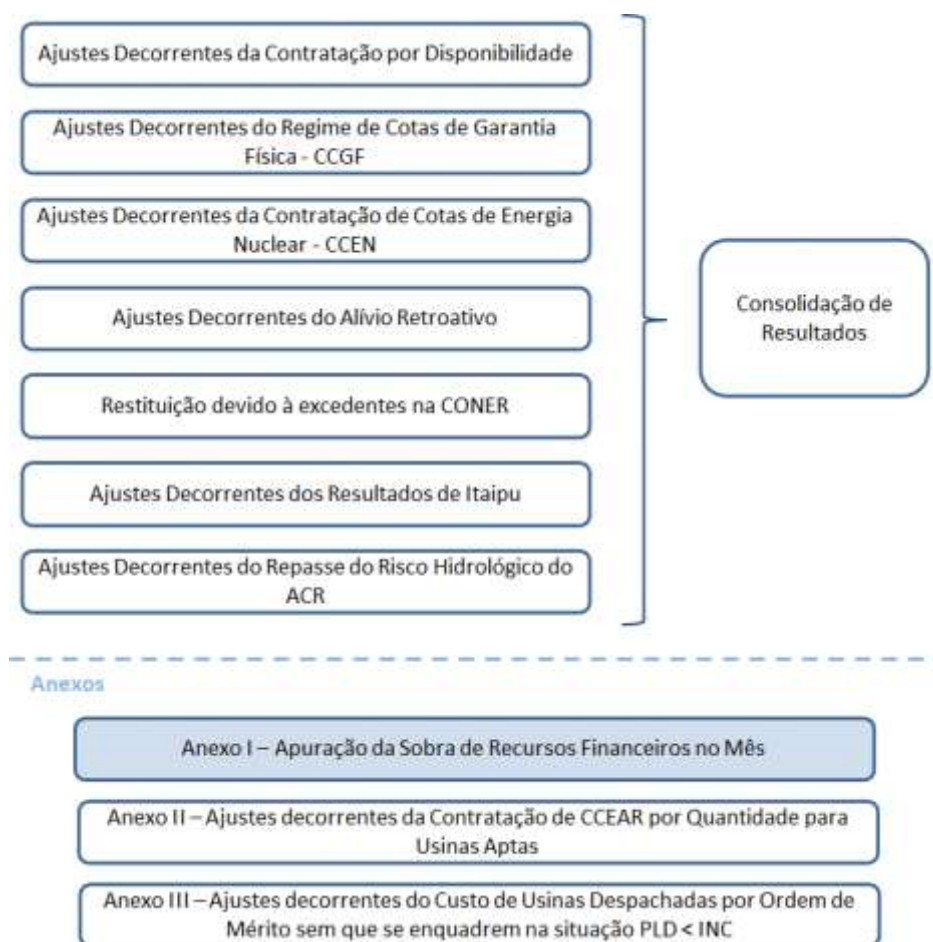 Ajustes Decorrentes da Contratação por Disponibilidade
Ajustes Decorrentes do Regime de Cotas de Garantia
Física - CCGF
Ajustes Decorrentes da Contratação de Cotas de Energia
Nuclear - CCEN
Ajustes Decorrentes do Alívio Retroativo
Restituição devido à excedentes na CONER
Ajustes Decorrentes dos Resultados de Itaipu
Ajustes Decorrentes do Repasse do Risco Hidrológico do
ACR
Consolidação de
Resultados
Anexos
Anexo I – Apuração da Sobra de Recursos Financeiros no Mês
Anexo II – Ajustes decorrentes da Contratação de CCEAR por Quantidade para
Usinas Aptas
Anexo III – Ajustes decorrentes do Custo de Usinas Despachadas por Ordem de
Mérito sem que se enquadrem na situação PLD < INC